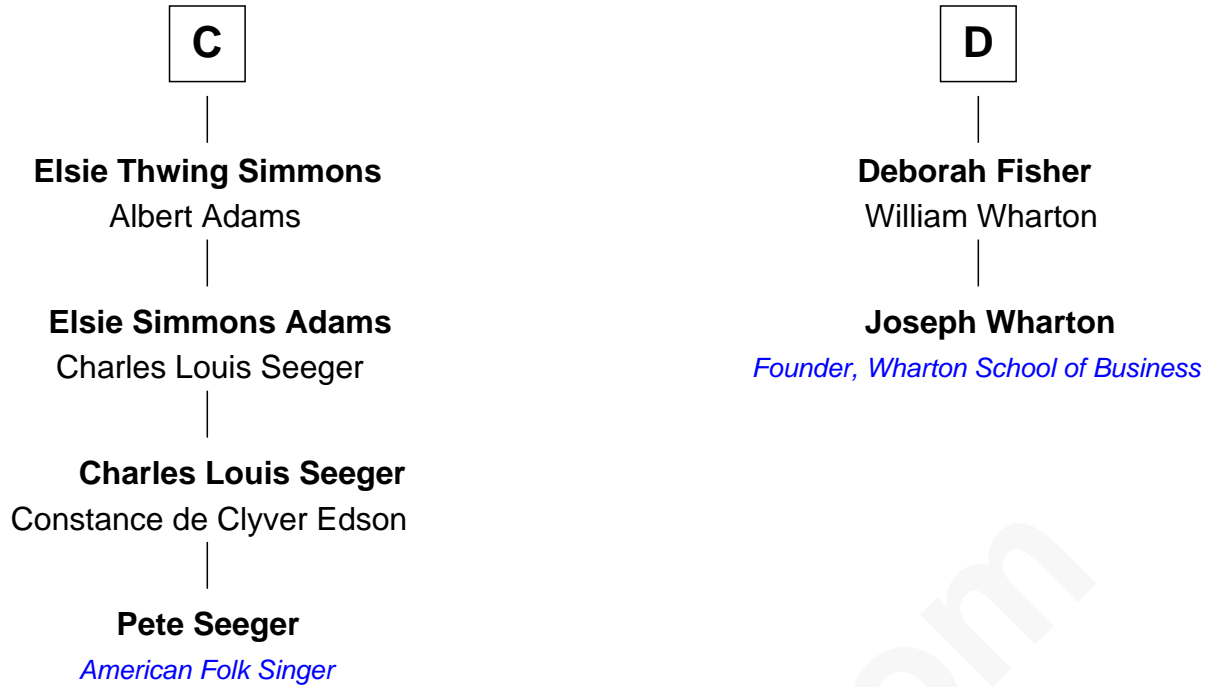 C
Elsie Thwing Simmons
Albert Adams
Elsie Simmons Adams
Charles Louis Seeger
Charles Louis Seeger
Constance de Clyver Edson
Pete Seeger
American Folk Singer
D
Deborah Fisher
William Wharton
Joseph Wharton
Founder, Wharton School of Business
om